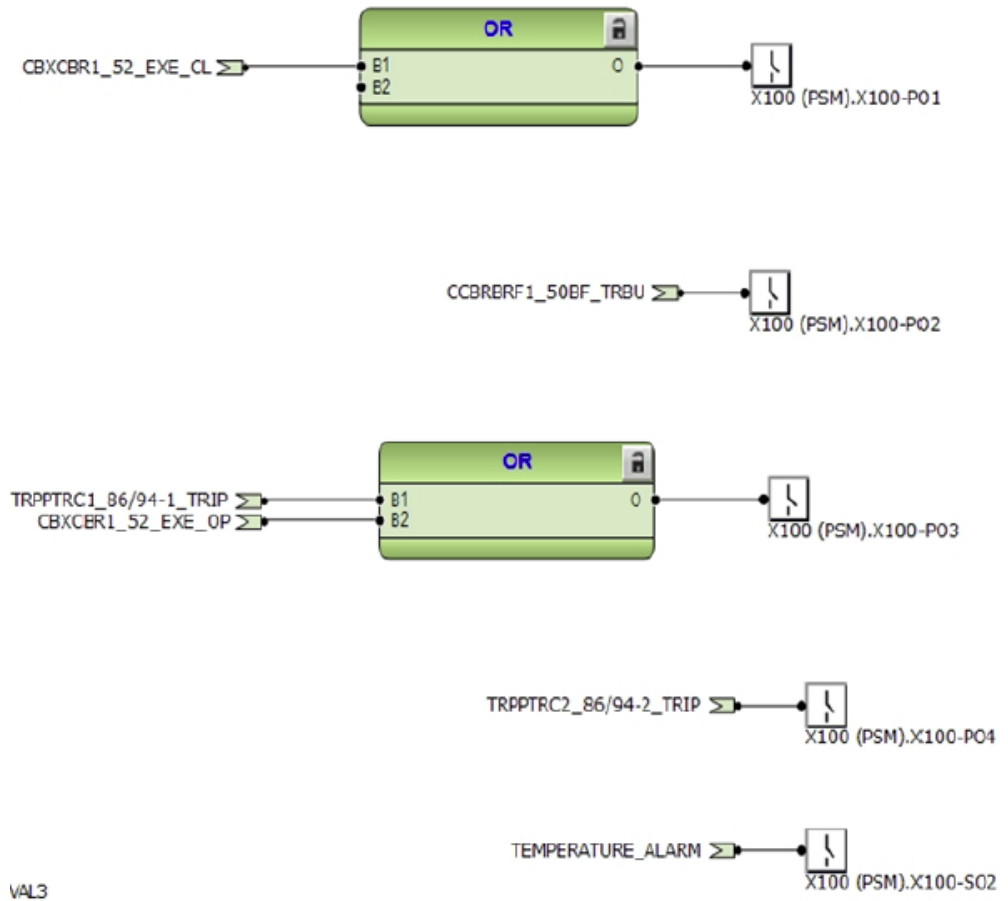 OR
CBXCBR1_52_EXE_CL B1 O
B2
X100 (PSM).X100-PO1
CCBRBRF1_50BF_TRBU
X100 (PSM).X100-PO2
OR
TRPPTRC1_86/94-1_TRIP B1 O
CBXCBR1_52_EXE_OP B2
X100 (PSM).X100-PO3
TRPPTRC2_86/94-2_TRIP
X100 (PSM).X100-PO4
TEMPERATURE_ALARM
X100 (PSM).X100-SO2
VAL3